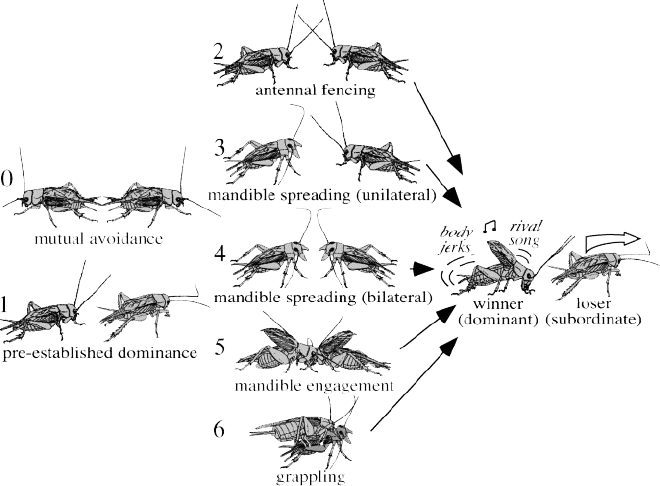 0
mutual avoidance
1
pre-established dominance
2
antennal fencing
3
mandible spreading (unilateral)
4
mandible spreading (bilateral)
5
mandible engagement
6
grappling
body
jerks
rival
song
winner
(dominant)
loser
(subordinate)